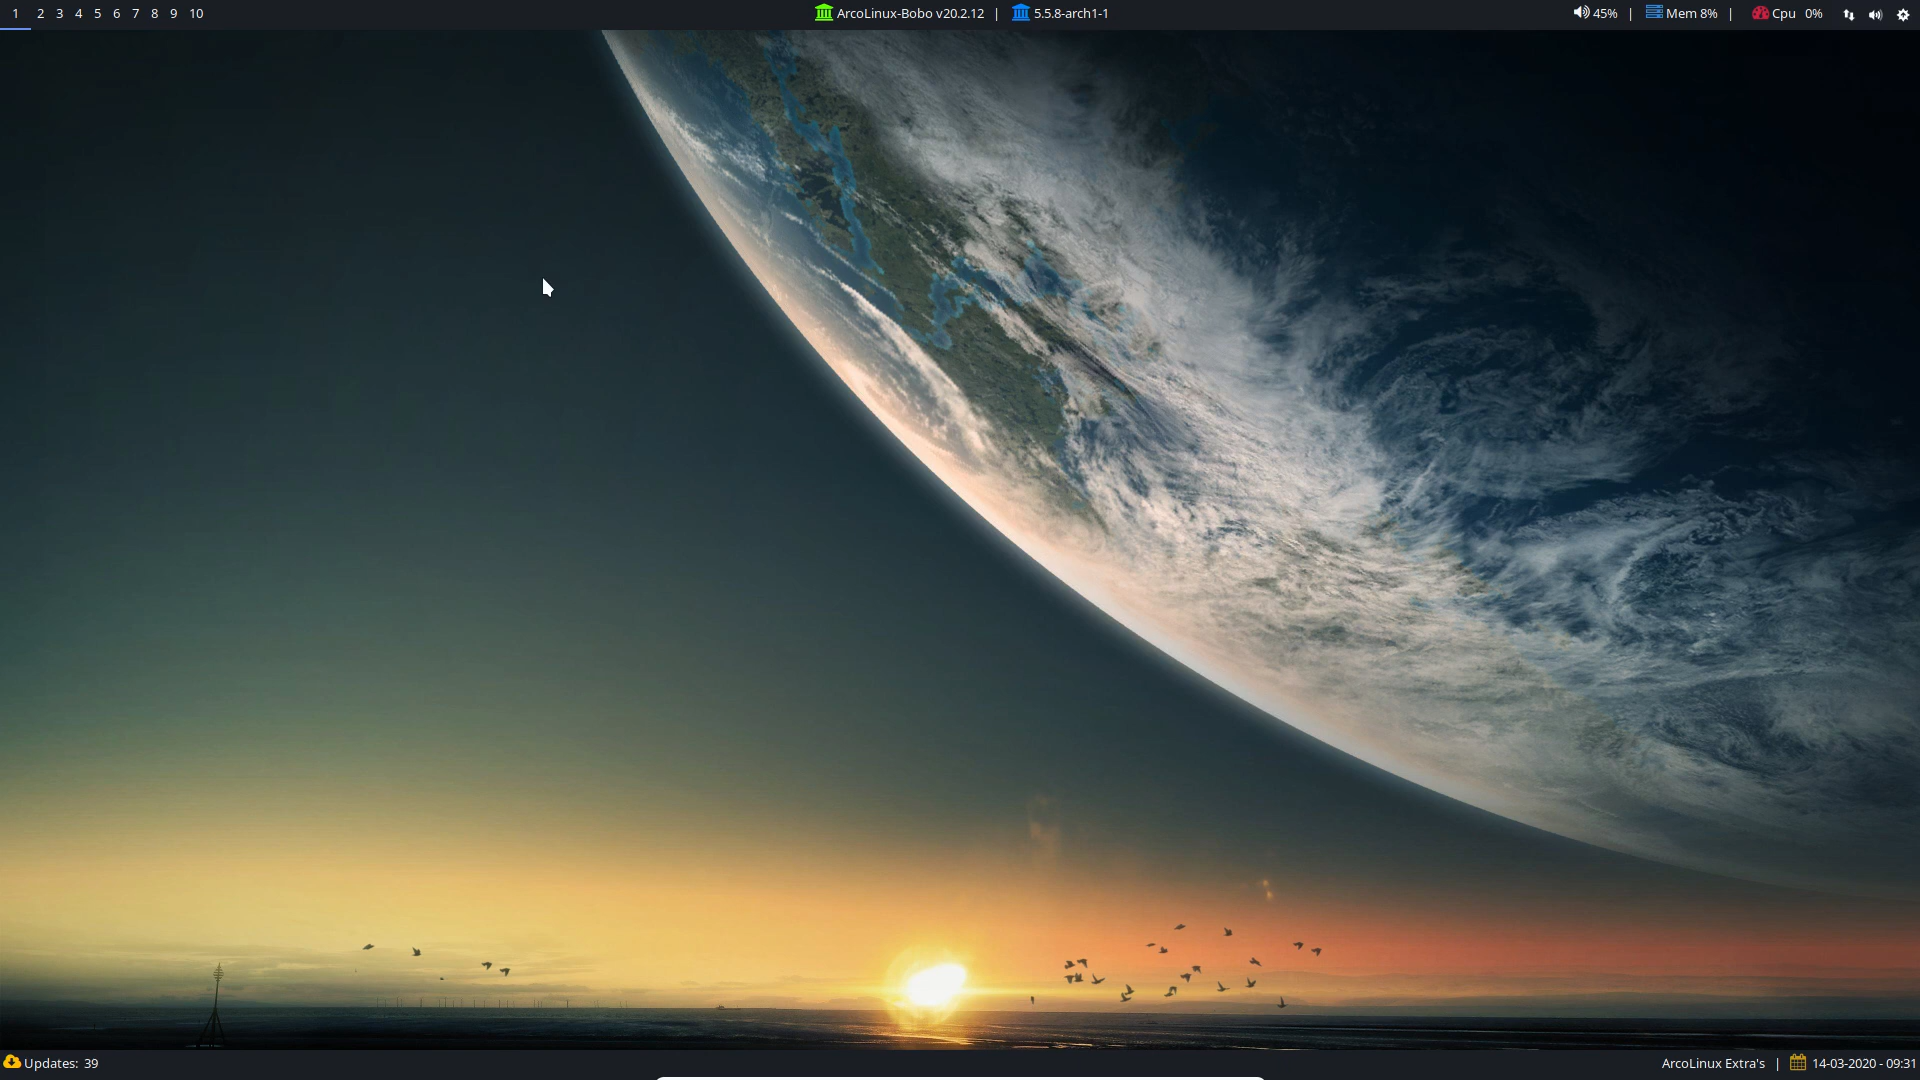 1 2 3 4 5 6 7 8 9 10 ArcoLinux-Bobo v20.2.12 | 5.5.8-arch1-1 45% | Mem 8% | Cpu 0%
Updates: 39 ArcoLinux Extra's | 14-03-2020 - 09:31